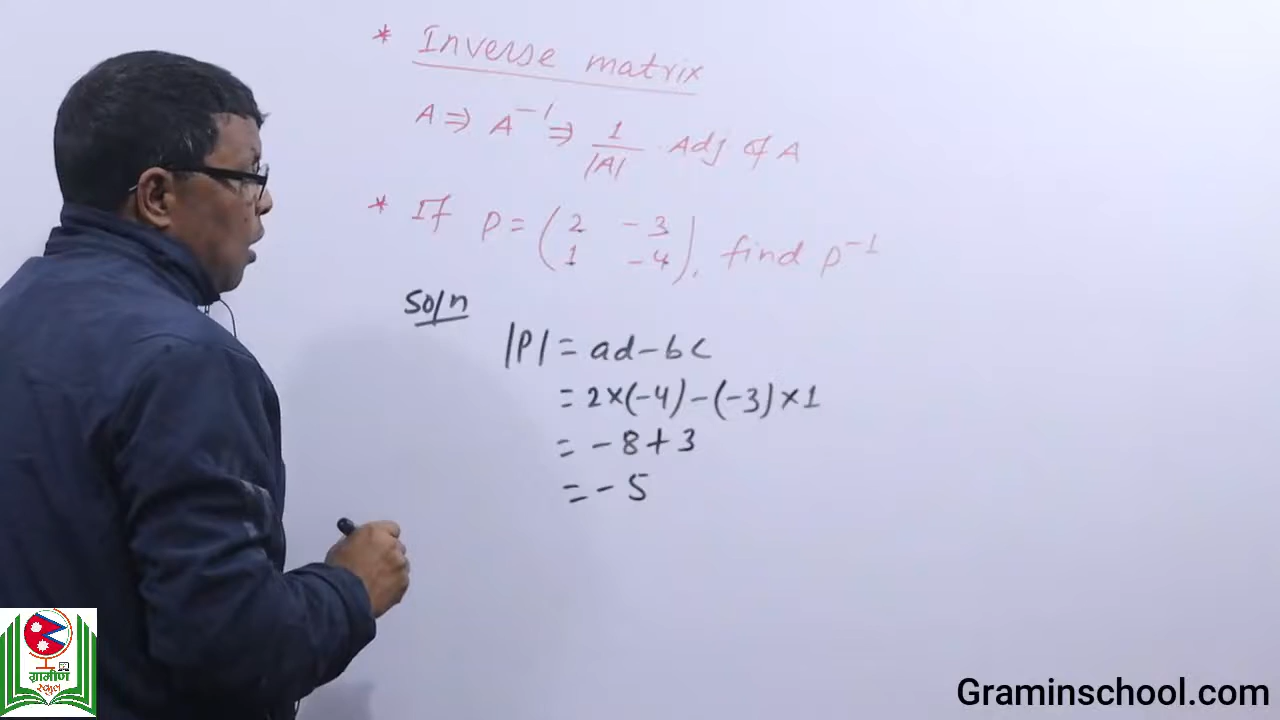 * Inverse matrix
A ⇒ A⁻¹ ⇒ 1/|A| Adj of A
* If p = (2 -3
1 -4), find p⁻¹
Soln
|P| = ad - bc
= 2×(-4) - (-3)×1
= -8+3
= -5
ग्रामीण
स्कुल
Graminschool.com